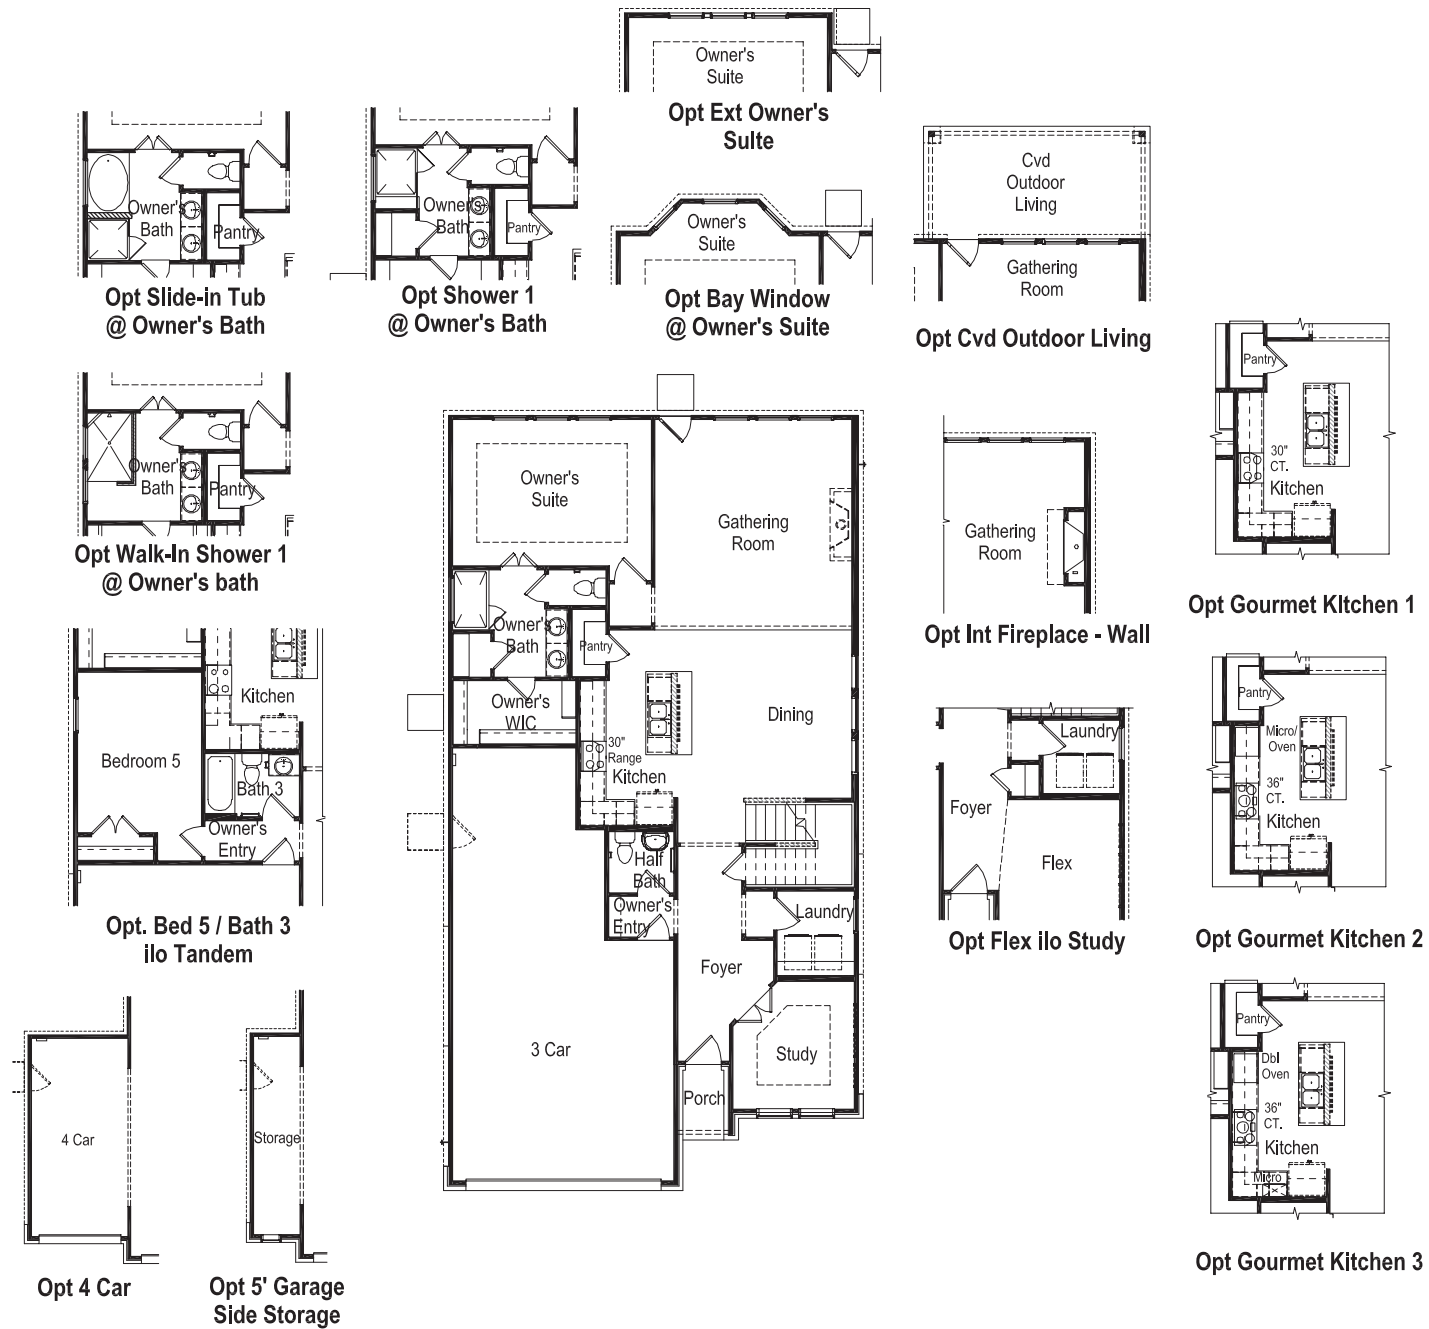 Owner's
Suite
Opt Ext Owner's
Suite
Owner's
Bath
Pantry
Opt Slide-in Tub
@ Owner's Bath
Owner's
Bath
Pantry
Opt Shower 1
@ Owner's Bath
Owner's
Suite
Opt Bay Window
@ Owner's Suite
Cvd
Outdoor
Living
Gathering
Room
Opt Cvd Outdoor Living
Owner's
Bath
Pantry
Opt Walk-In Shower 1
@ Owner's bath
Owner's
Suite
Gathering
Room
Owner's
Bath
Pantry
Owner's
WIC
Dining
30"
Range
Kitchen
Half
Bath
Owner's
Entry
Laundry
Foyer
3 Car
Study
Porch
Gathering
Room
Opt Int Fireplace - Wall
Pantry
30"
CT.
Kitchen
Opt Gourmet KItchen 1
Kitchen
Bedroom 5
Bath 3
Owner's
Entry
Opt. Bed 5 / Bath 3
ilo Tandem
Laundry
Foyer
Flex
Opt Flex ilo Study
Pantry
Micro/
Oven
36"
CT.
Kitchen
Opt Gourmet Kitchen 2
4 Car
Opt 4 Car
Storage
Opt 5' Garage
Side Storage
Pantry
Dbl
Oven
36"
CT.
Kitchen
Micro
Opt Gourmet Kitchen 3